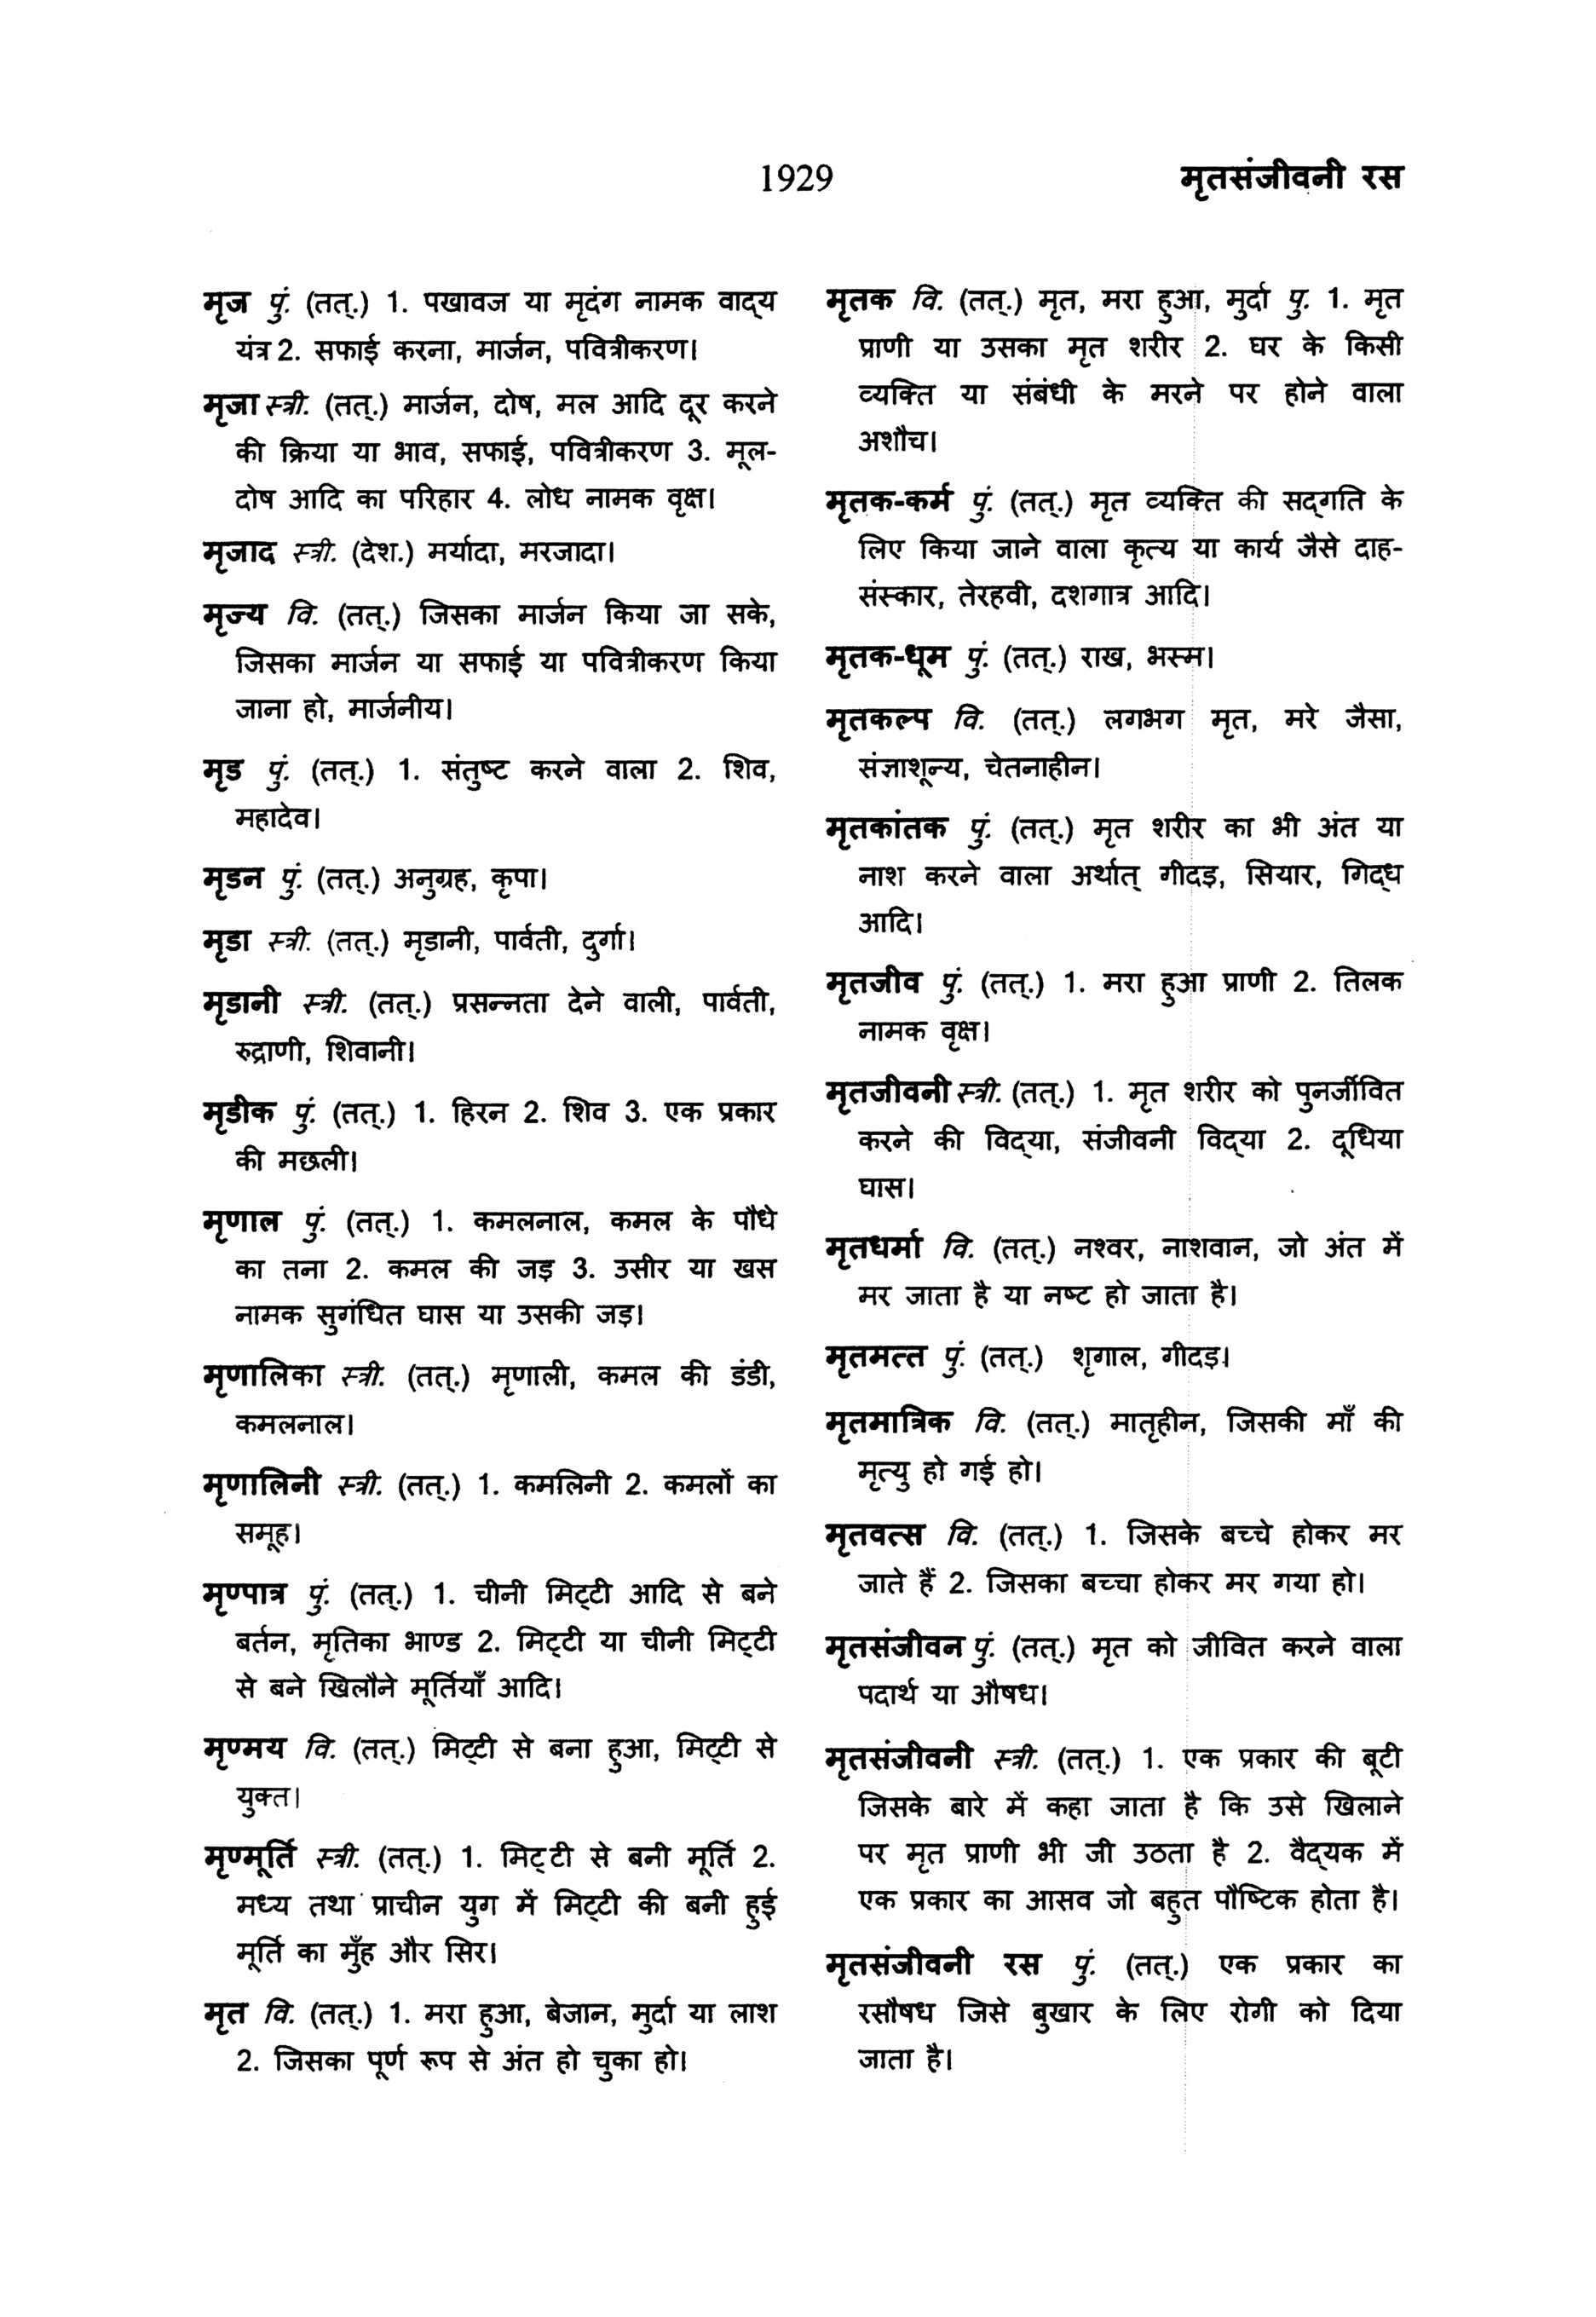 1929
मृतसंजीवनी रस
मृज पुं. (तत्.) 1. पखावज या मृदंग नामक वाद्‌य
यंत्र 2. सफाई करना, मार्जन, पवित्रीकरण।
मृजा स्त्री. (तत्.) मार्जन, दोष, मल आदि दूर करने
की क्रिया या भाव, सफाई, पवित्रीकरण 3. मूल-
दोष आदि का परिहार 4. लोध नामक वृक्ष।
मृजाद स्त्री. (देश.) मर्यादा, मरजादा।
मृज्य वि. (तत्.) जिसका मार्जन किया जा सके,
जिसका मार्जन या सफाई या पवित्रीकरण किया
जाना हो, मार्जनीय।
मृड पुं. (तत्.) 1. संतुष्ट करने वाला 2. शिव,
महादेव।
मृडन पुं. (तत्.) अनुग्रह, कृपा।
मृडा स्त्री. (तत्.) मृडानी, पार्वती, दुर्गा।
मृडानी स्त्री. (तत्.) प्रसन्नता देने वाली, पार्वती,
रुद्राणी, शिवानी।
मृडीक पुं. (तत्.) 1. हिरन 2. शिव 3. एक प्रकार
की मछली।
मृणाल पुं. (तत्.) 1. कमलनाल, कमल के पौधे
का तना 2. कमल की जड़ 3. उसीर या खस
नामक सुगंधित घास या उसकी जड़।
मृणालिका स्त्री. (तत्.) मृणाली, कमल की डंडी,
कमलनाल।
मृणालिनी स्त्री. (तत्.) 1. कमलिनी 2. कमलों का
समूह।
मृण्पात्र पुं. (तत्.) 1. चीनी मिट्‌टी आदि से बने
बर्तन, मृतिका भाण्ड 2. मिट्‌टी या चीनी मिट्‌टी
से बने खिलौने मूर्तियाँ आदि।
मृण्मय वि. (तत्.) मिट्‌टी से बना हुआ, मिट्‌टी से
युक्त।
मृण्मूर्ति स्त्री. (तत्.) 1. मिट्‌टी से बनी मूर्ति 2.
मध्य तथा प्राचीन युग में मिट्‌टी की बनी हुई
मूर्ति का मुँह और सिर।
मृत वि. (तत्.) 1. मरा हुआ, बेजान, मुर्दा या लाश
2. जिसका पूर्ण रूप से अंत हो चुका हो।
मृतक वि. (तत्.) मृत, मरा हुआ, मुर्दा पु. 1. मृत
प्राणी या उसका मृत शरीर 2. घर के किसी
व्यक्ति या संबंधी के मरने पर होने वाला
अशौच।
मृतक-कर्म पुं. (तत्.) मृत व्यक्ति की सद्‌गति के
लिए किया जाने वाला कृत्य या कार्य जैसे दाह-
संस्कार, तेरहवी, दशगात्र आदि।
मृतक-धूम पुं. (तत्.) राख, भस्म।
मृतकल्प वि. (तत्.) लगभग मृत, मरे जैसा,
संज्ञाशून्य, चेतनाहीन।
मृतकांतक पुं. (तत्.) मृत शरीर का भी अंत या
नाश करने वाला अर्थात् गीदड़, सियार, गिद्‌ध
आदि।
मृतजीव पुं. (तत्.) 1. मरा हुआ प्राणी 2. तिलक
नामक वृक्ष।
मृतजीवनी स्त्री. (तत्.) 1. मृत शरीर को पुनर्जीवित
करने की विद्‌या, संजीवनी विद्‌या 2. दूधिया
घास।
मृतधर्मा वि. (तत्.) नश्वर, नाशवान, जो अंत में
मर जाता है या नष्ट हो जाता है।
मृतमत्त पुं. (तत्.) शृगाल, गीदड़।
मृतमात्रिक वि. (तत्.) मातृहीन, जिसकी माँ की
मृत्यु हो गई हो।
मृतवत्स वि. (तत्.) 1. जिसके बच्चे होकर मर
जाते हैं 2. जिसका बच्चा होकर मर गया हो।
मृतसंजीवन पुं. (तत्.) मृत को जीवित करने वाला
पदार्थ या औषध।
मृतसंजीवनी स्त्री. (तत्.) 1. एक प्रकार की बूटी
जिसके बारे में कहा जाता है कि उसे खिलाने
पर मृत प्राणी भी जी उठता है 2. वैद्‌यक में
एक प्रकार का आसव जो बहुत पौष्टिक होता है।
मृतसंजीवनी रस पुं. (तत्.) एक प्रकार का
रसौषध जिसे बुखार के लिए रोगी को दिया
जाता है।